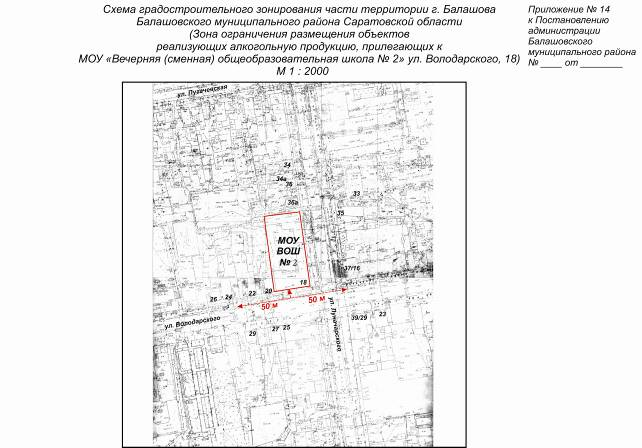 Схема градостроительного зонирования части территории г. Балашова
Балашовского муниципального района Саратовской области
(Зона ограничения размещения объектов
реализующих алкогольную продукцию, прилегающих к
МОУ «Вечерняя (сменная) общеобразовательная школа № 2» ул. Володарского, 18)
М 1 : 2000
Приложение № 14
к Постановлению
администрации
Балашовского
муниципального района
№ ____ от ________
ул. Пугачевская
34
34а
36
33
36а
35
МОУ
ВОШ
№ 2
37/16
18
20
22
24
26
50 м
50 м
ул. Володарского
ул. Луначарского
39/29
23
29
27
25